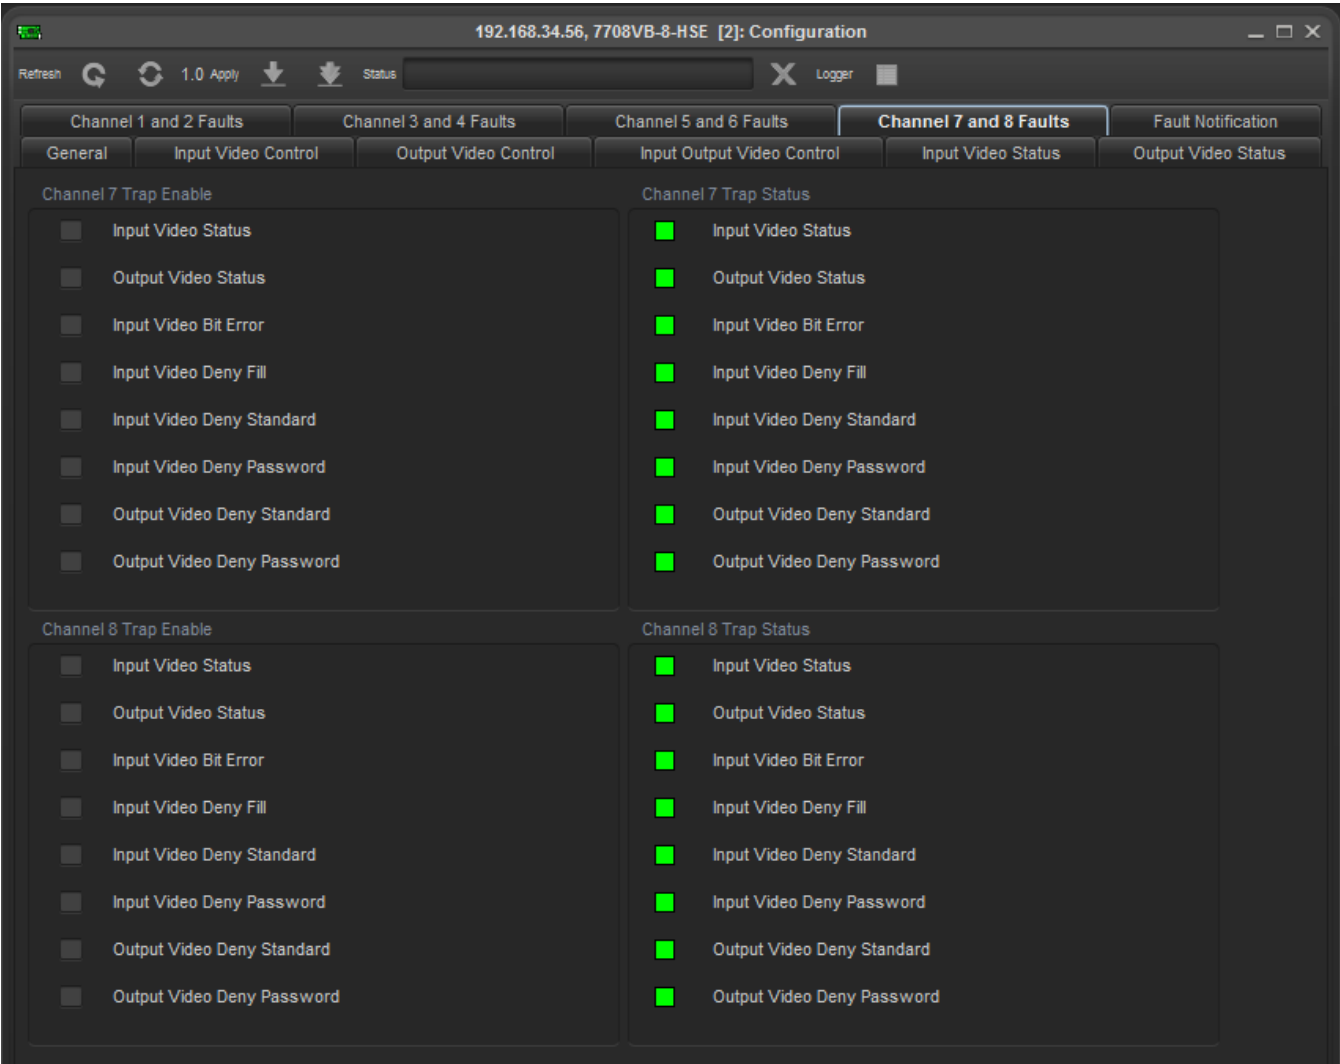 192.168.34.56, 7708VB-8-HSE [2]: Configuration
Refresh 1.0 Apply Status Logger
Channel 1 and 2 Faults Channel 3 and 4 Faults Channel 5 and 6 Faults Channel 7 and 8 Faults Fault Notification
General Input Video Control Output Video Control Input Output Video Control Input Video Status Output Video Status
Channel 7 Trap Enable Channel 7 Trap Status
Input Video Status Input Video Status
Output Video Status Output Video Status
Input Video Bit Error Input Video Bit Error
Input Video Deny Fill Input Video Deny Fill
Input Video Deny Standard Input Video Deny Standard
Input Video Deny Password Input Video Deny Password
Output Video Deny Standard Output Video Deny Standard
Output Video Deny Password Output Video Deny Password
Channel 8 Trap Enable Channel 8 Trap Status
Input Video Status Input Video Status
Output Video Status Output Video Status
Input Video Bit Error Input Video Bit Error
Input Video Deny Fill Input Video Deny Fill
Input Video Deny Standard Input Video Deny Standard
Input Video Deny Password Input Video Deny Password
Output Video Deny Standard Output Video Deny Standard
Output Video Deny Password Output Video Deny Password